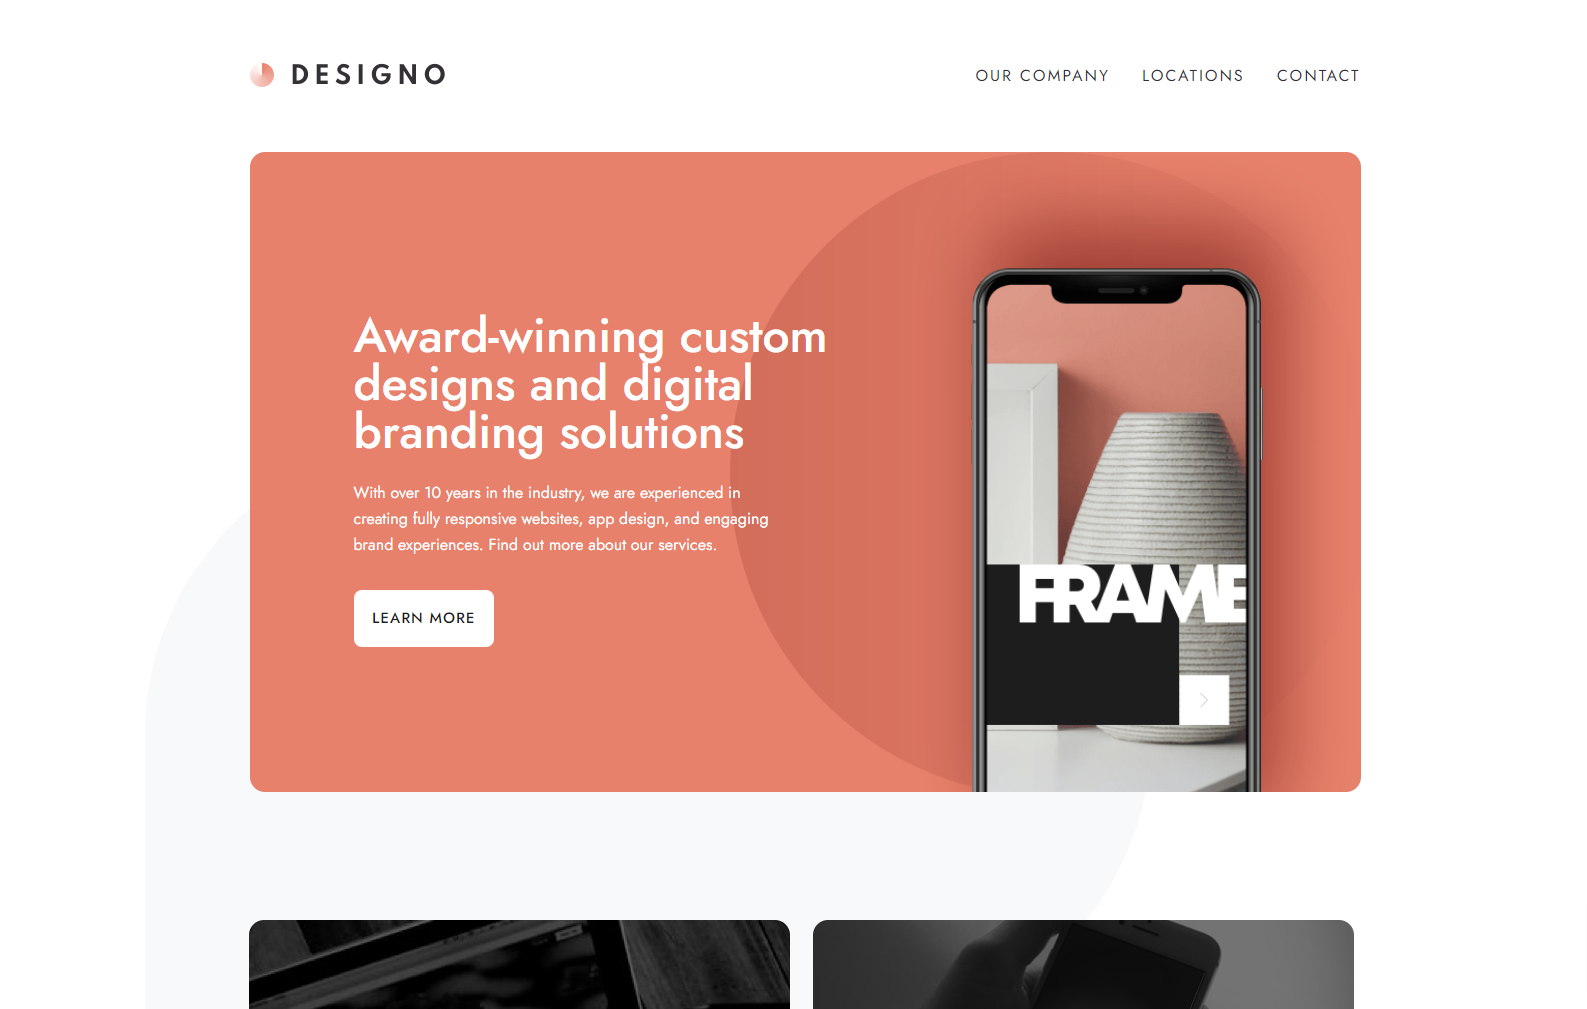 DESIGNO
OUR COMPANY LOCATIONS CONTACT
Award-winning custom
designs and digital
branding solutions
With over 10 years in the industry, we are experienced in
creating fully responsive websites, app design, and engaging
brand experiences. Find out more about our services.
LEARN MORE
FRAME